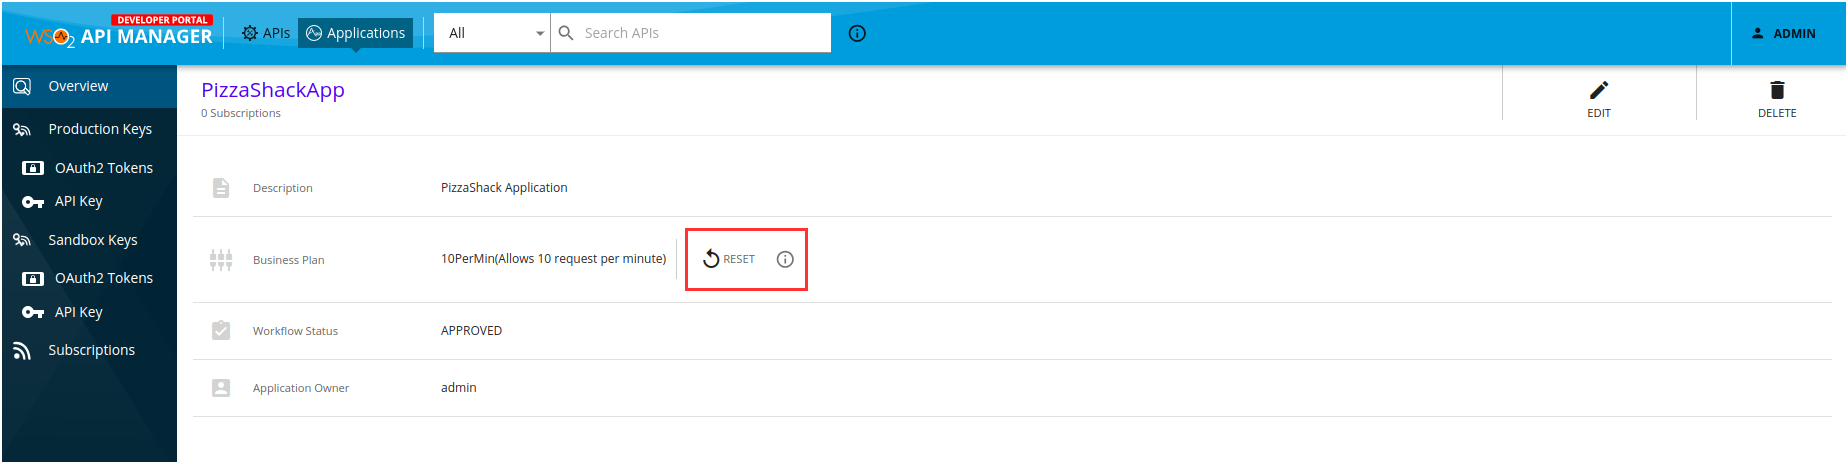 DEVELOPER PORTAL
WSO2 API MANAGER
APIs
Applications
All
Search APIs
ADMIN
Overview
Production Keys
OAuth2 Tokens
API Key
Sandbox Keys
OAuth2 Tokens
API Key
Subscriptions
PizzaShackApp
0 Subscriptions
EDIT
DELETE
Description PizzaShack Application
Business Plan 10PerMin(Allows 10 request per minute) RESET
Workflow Status APPROVED
Application Owner admin